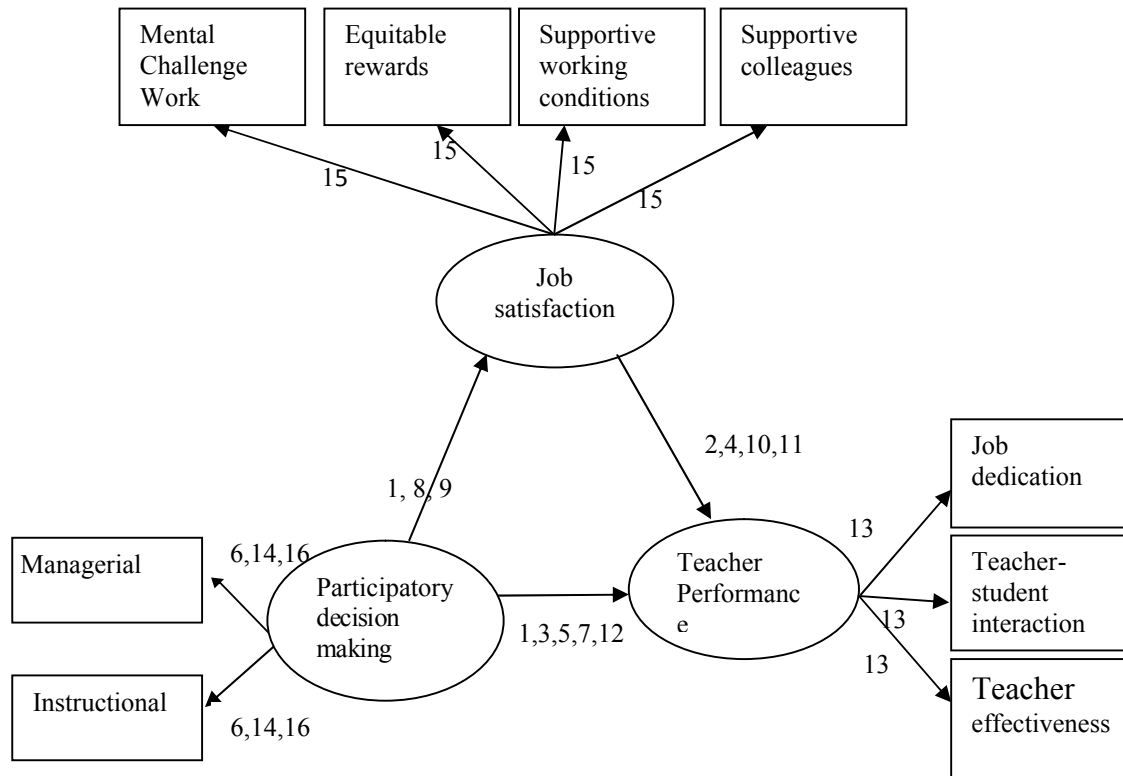 Mental
Challenge
Work
Equitable
rewards
Supportive
working
conditions
Supportive
colleagues
15
15
15
15
Job
satisfaction
2,4,10,11
1, 8, 9
Job
dedication
Managerial
6,14,16
Participatory
decision
making
Teacher
Performanc
e
13
Teacher-
student
interaction
13
1,3,5,7,12
13
Instructional
6,14,16
Teacher
effectiveness